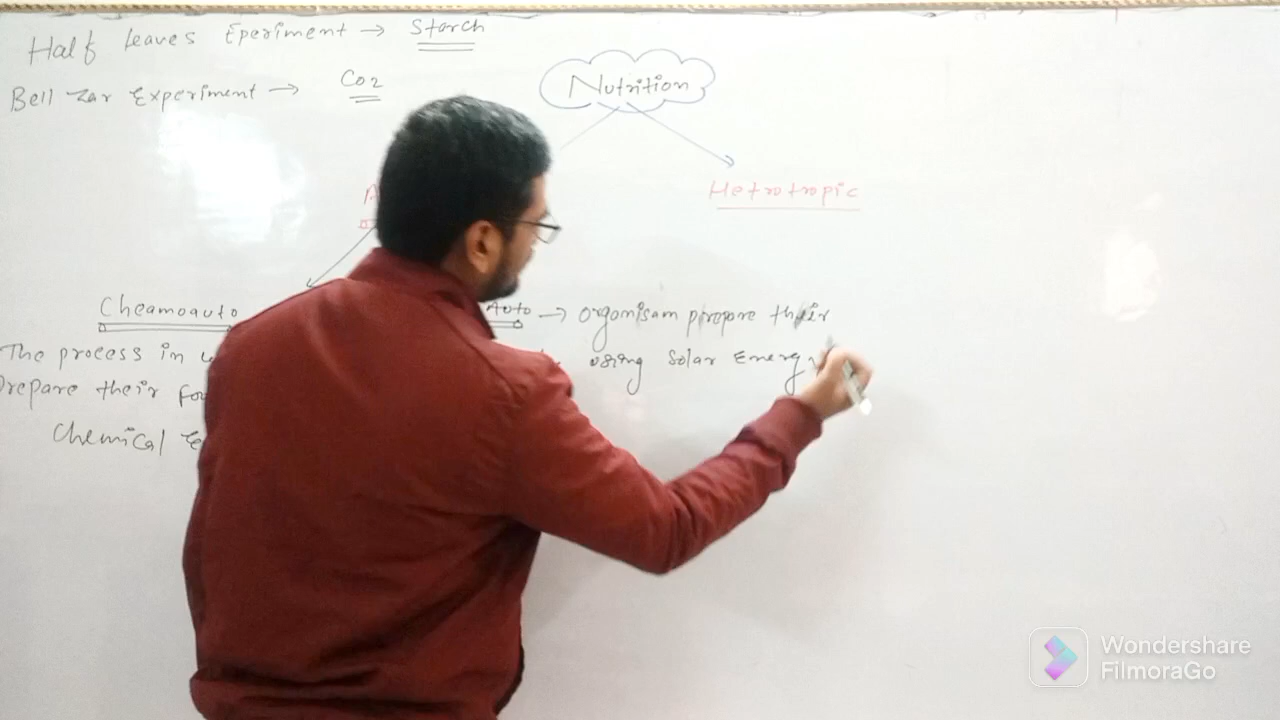 Half leaves Eperiment → Starch
Bell Zar Experiment → CO2
Nutrition
Hetrotropic
Cheamoauto
Auto → Organisam prepare their
using Solar Energy
The process in
Prepare their
Chemical
Wondershare
FilmoraGo